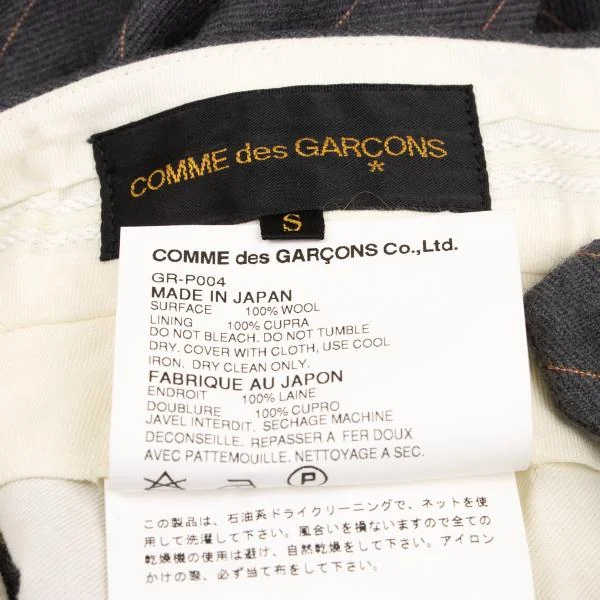 COMME des GARÇONS
*
S
COMME des GARÇONS Co.,Ltd.
GR-P004
MADE IN JAPAN
SURFACE 100% WOOL
LINING 100% CUPRA
DO NOT BLEACH. DO NOT TUMBLE
DRY. COVER WITH CLOTH, USE COOL
IRON. DRY CLEAN ONLY.
FABRIQUE AU JAPON
ENDROIT 100% LAINE
DOUBLURE 100% CUPRO
JAVEL INTERDIT. SECHAGE MACHINE
DECONSEILLE. REPASSER A FER DOUX
AVEC PATTEMOUILLE. NETTOYAGE A SEC.
P
この製品は、石油系ドライクリーニングで、ネットを使
用して洗濯して下さい。風合いを損ないますので全ての
乾燥機の使用は避け、自然乾燥をして下さい。アイロン
かけの際、必ず当て布をして下さい。